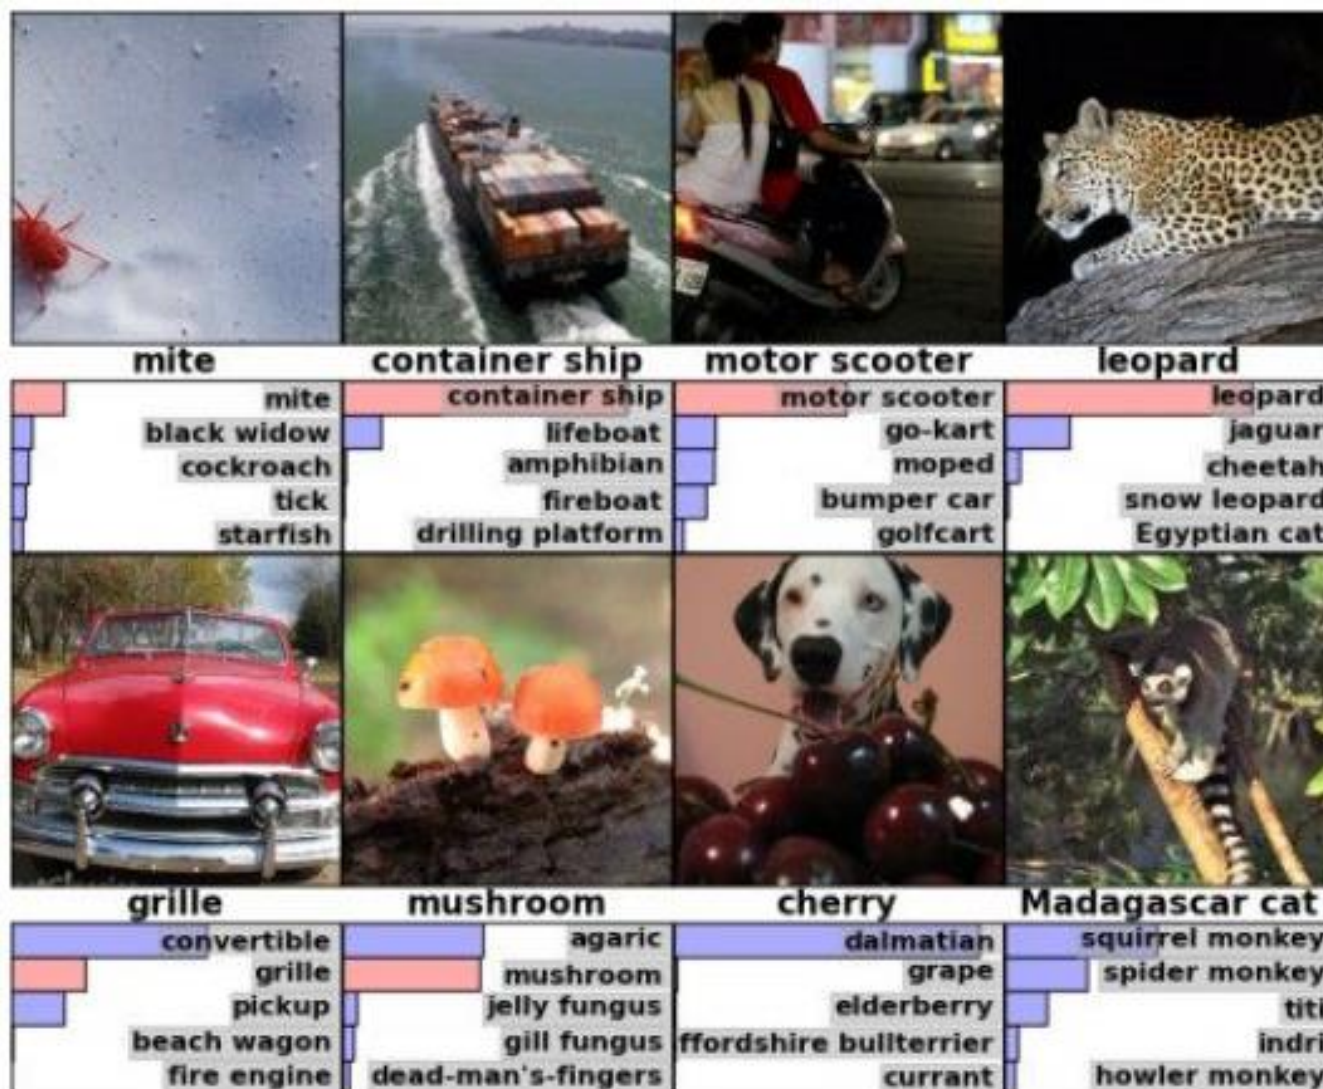 mite
container ship
motor scooter
leopard
mite
black widow
cockroach
tick
starfish
container ship
lifeboat
amphibian
fireboat
drilling platform
motor scooter
go-kart
moped
bumper car
golfcart
leopard
jaguar
cheetah
snow leopard
Egyptian cat
grille
mushroom
cherry
Madagascar cat
convertible
grille
pickup
beach wagon
fire engine
agaric
mushroom
jelly fungus
gill fungus
dead-man's-fingers
dalmatian
grape
elderberry
ffordshire bullterrier
currant
squirrel monkey
spider monkey
titi
indri
howler monkey